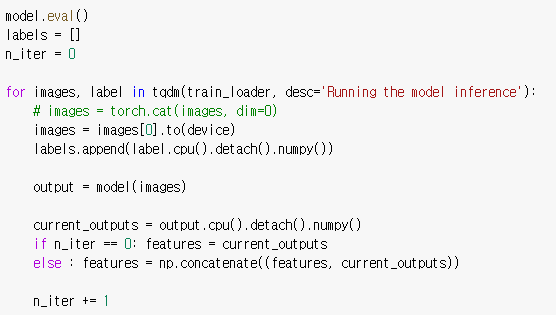 model.eval()
labels = []
n_iter = 0
for images, label in tqdm(train_loader, desc='Running the model inference'):
# images = torch.cat(images, dim=0)
images = images[0].to(device)
labels.append(label.cpu().detach().numpy())
output = model(images)
current_outputs = output.cpu().detach().numpy()
if n_iter == 0: features = current_outputs
else : features = np.concatenate((features, current_outputs))
n_iter += 1